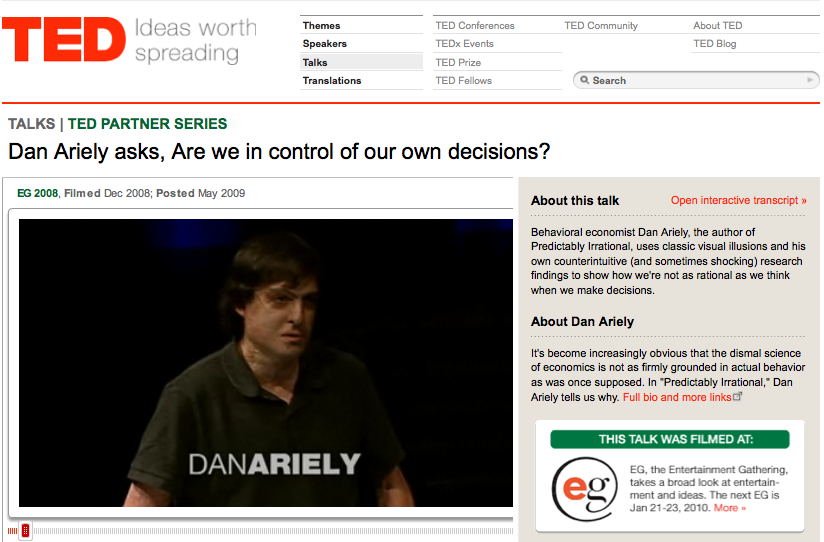 TED Ideas worth
spreading
Themes
Speakers
Talks
Translations
TED Conferences
TEDx Events
TED Prize
TED Fellows
TED Community
About TED
TED Blog
Search
TALKS | TED PARTNER SERIES
Dan Ariely asks, Are we in control of our own decisions?
EG 2008, Filmed Dec 2008; Posted May 2009
DANARIELY
About this talk
Open interactive transcript »
Behavioral economist Dan Ariely, the author of
Predictably Irrational, uses classic visual illusions and his
own counterintuitive (and sometimes shocking) research
findings to show how we're not as rational as we think
when we make decisions.
About Dan Ariely
It's become increasingly obvious that the dismal science
of economics is not as firmly grounded in actual behavior
as was once supposed. In "Predictably Irrational," Dan
Ariely tells us why. Full bio and more links
THIS TALK WAS FILMED AT:
eg
EG, the Entertainment Gathering,
takes a broad look at entertain-
ment and ideas. The next EG is
Jan 21-23, 2010. More »